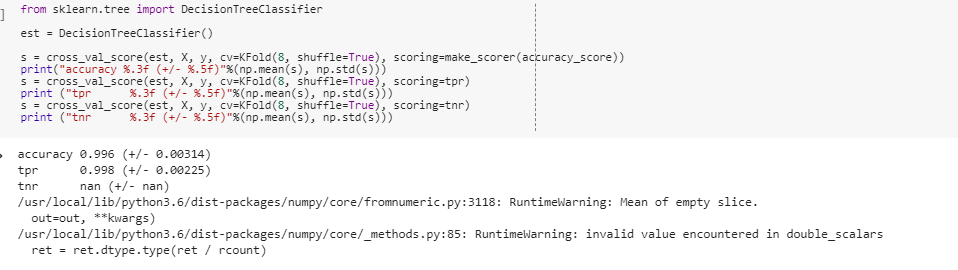 ] from sklearn.tree import DecisionTreeClassifier
est = DecisionTreeClassifier()
s = cross_val_score(est, X, y, cv=KFold(8, shuffle=True), scoring=make_scorer(accuracy_score))
print("accuracy %.3f (+/- %.5f)"%(np.mean(s), np.std(s)))
s = cross_val_score(est, X, y, cv=KFold(8, shuffle=True), scoring=tpr)
print ("tpr      %.3f (+/- %.5f)"%(np.mean(s), np.std(s)))
s = cross_val_score(est, X, y, cv=KFold(8, shuffle=True), scoring=tnr)
print ("tnr      %.3f (+/- %.5f)"%(np.mean(s), np.std(s)))
accuracy 0.996 (+/- 0.00314)
tpr      0.998 (+/- 0.00225)
tnr      nan (+/- nan)
/usr/local/lib/python3.6/dist-packages/numpy/core/fromnumeric.py:3118: RuntimeWarning: Mean of empty slice.
  out=out, **kwargs)
/usr/local/lib/python3.6/dist-packages/numpy/core/_methods.py:85: RuntimeWarning: invalid value encountered in double_scalars
  ret = ret.dtype.type(ret / rcount)